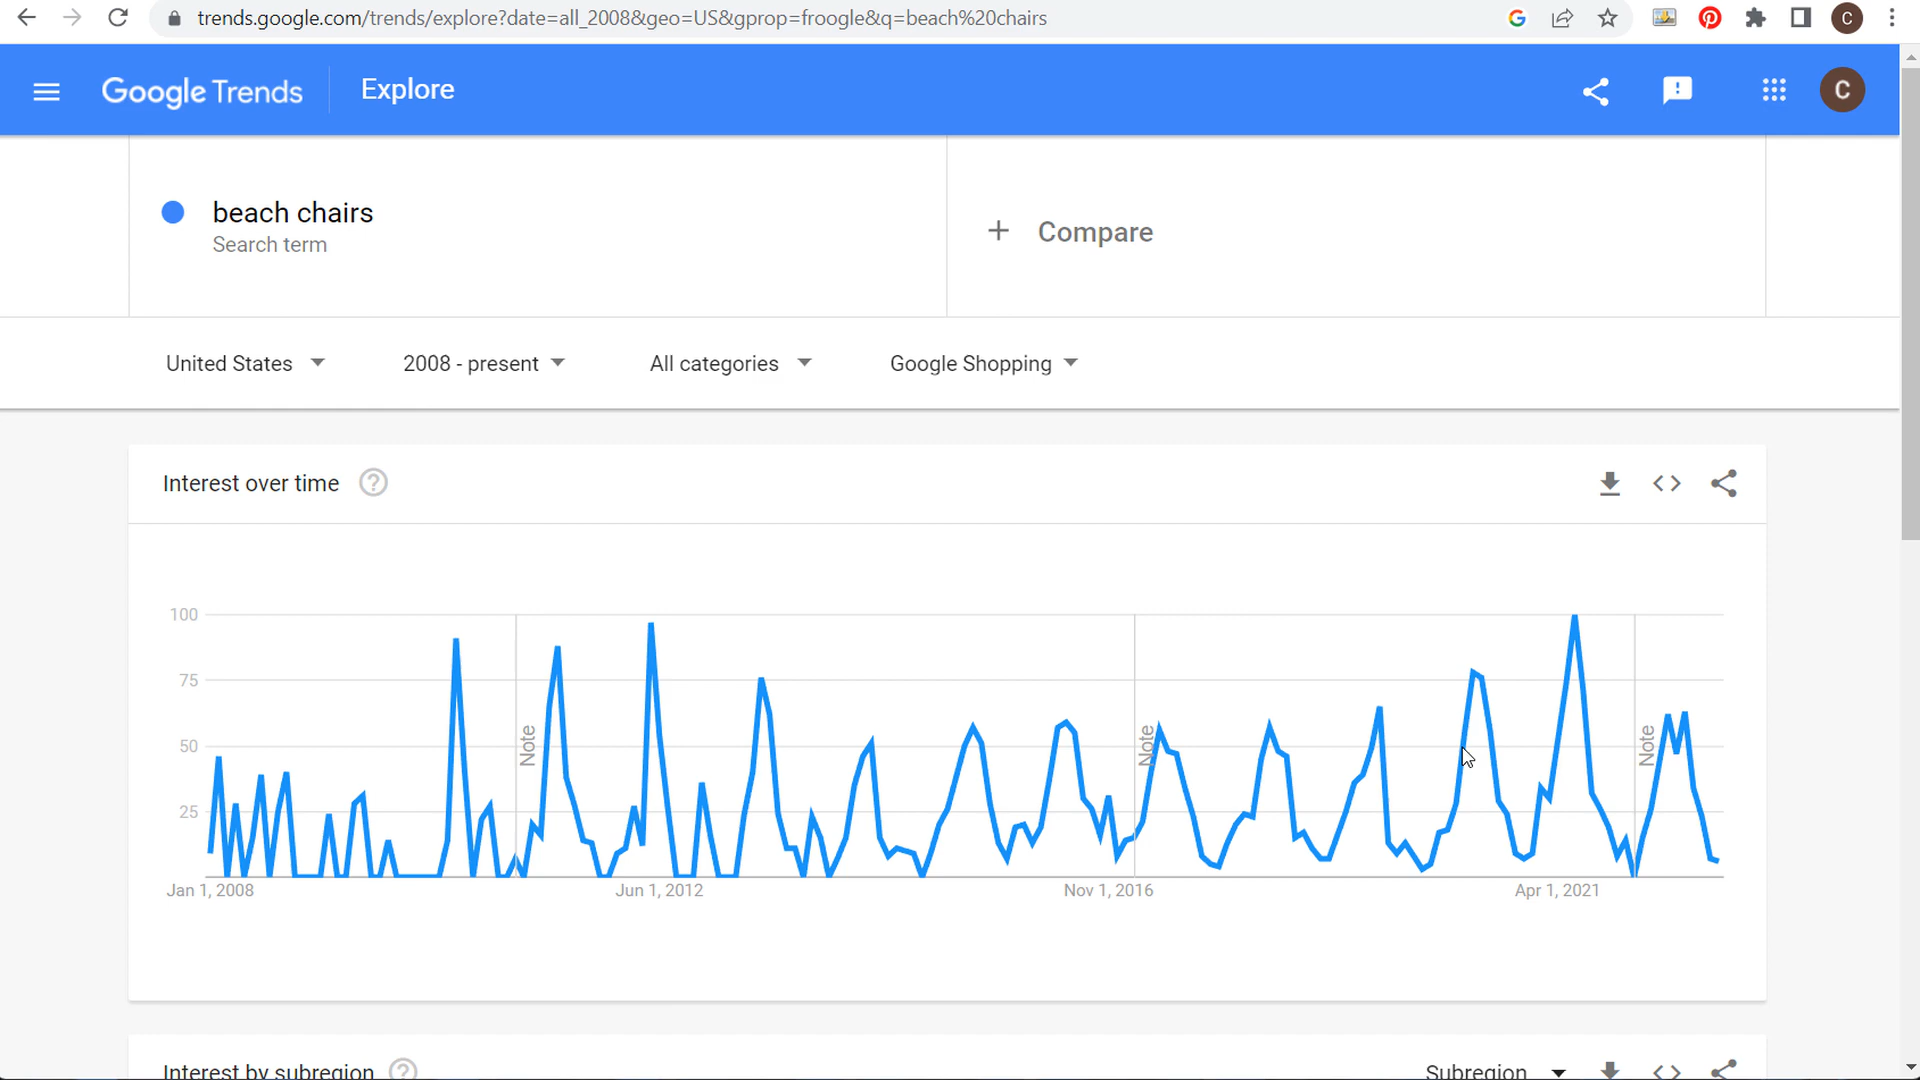 trends.google.com/trends/explore?date=all_2008&geo=US&gprop=froogle&q=beach%20chairs
C
Google Trends
Explore
C
beach chairs
Search term
+ Compare
United States
2008 - present
All categories
Google Shopping
Interest over time
100
75
50
25
Note
Note
Note
Jan 1, 2008
Jun 1, 2012
Nov 1, 2016
Apr 1, 2021
Interest by subregion
Subregion